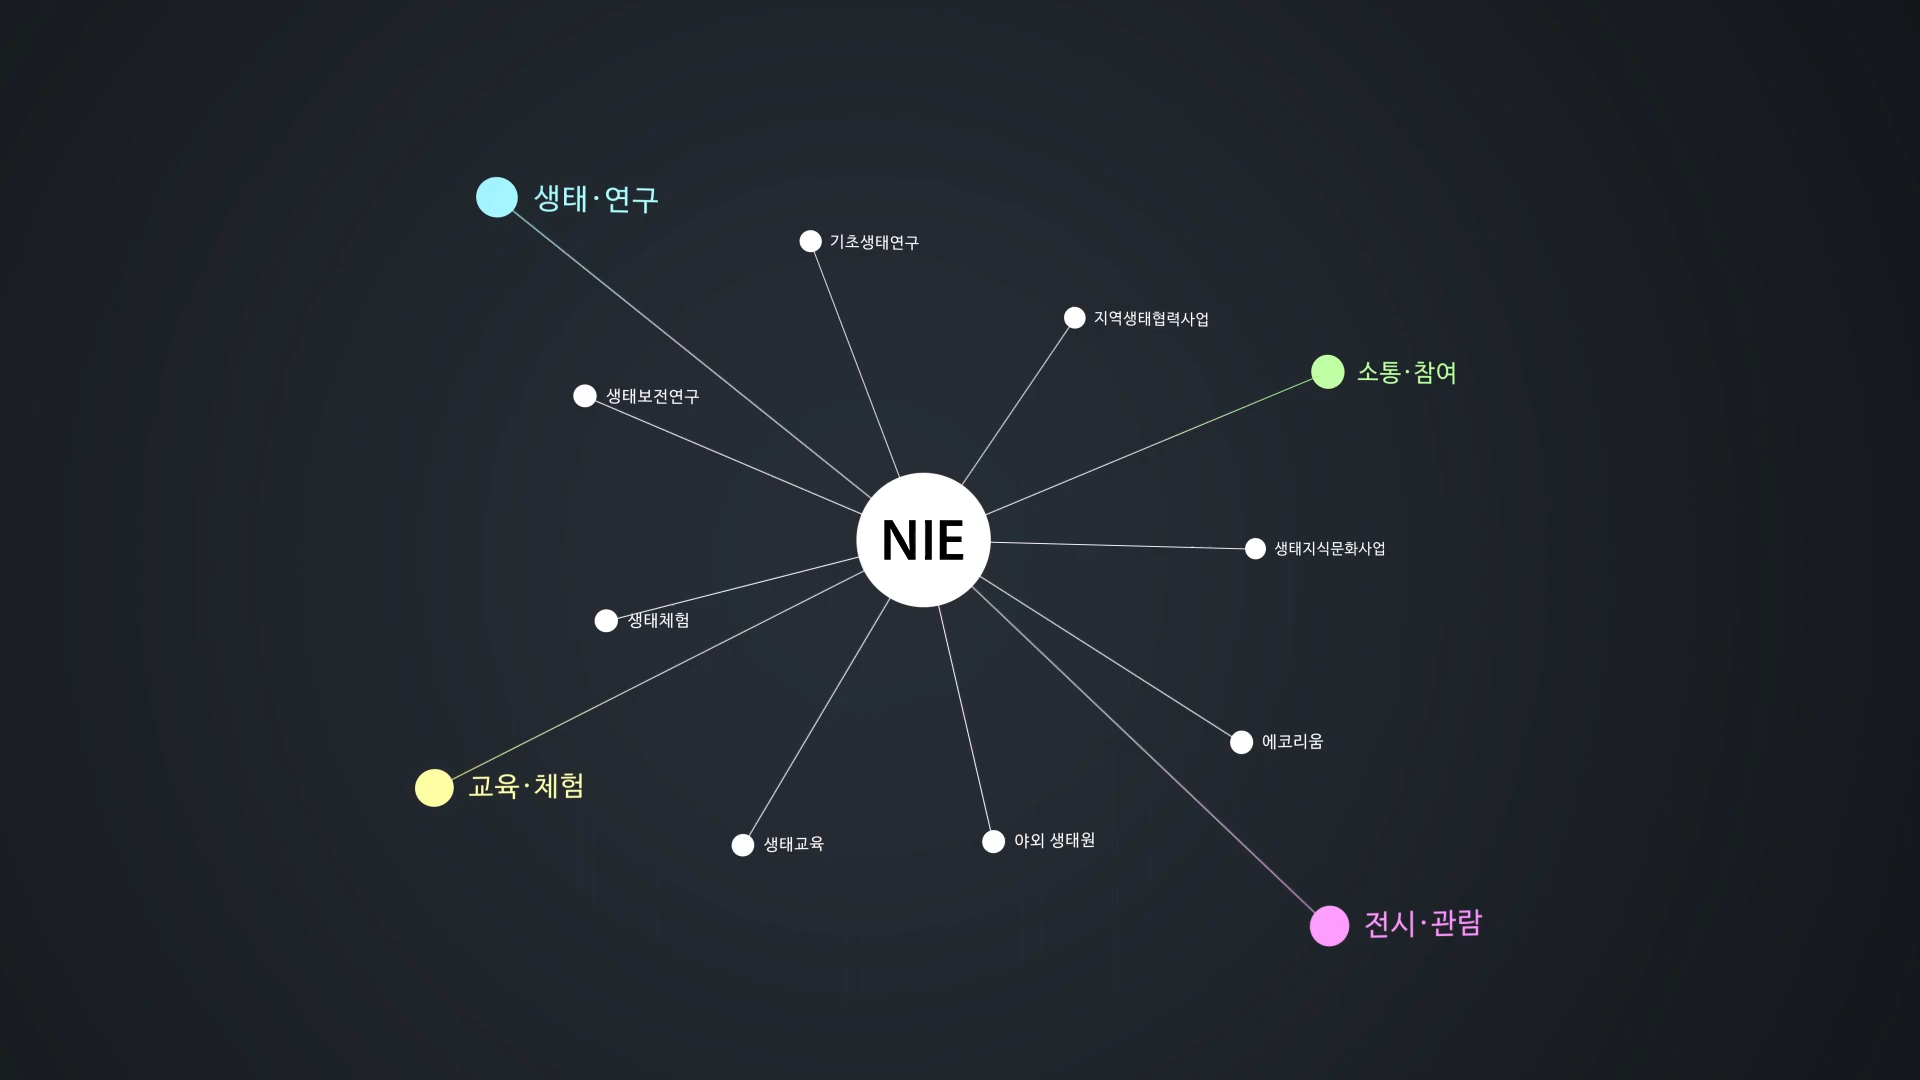 생태·연구
기초생태연구
지역생태협력사업
소통·참여
생태보전연구
NIE
생태지식문화사업
생태체험
에코리움
교육·체험
생태교육
야외 생태원
전시·관람